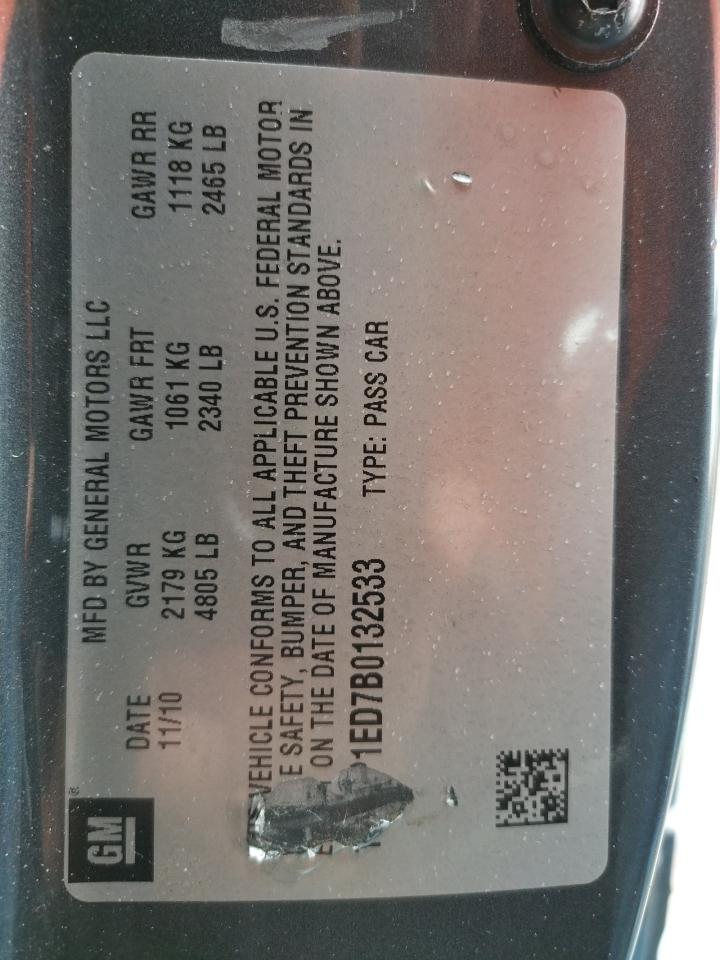 GM®
MFD BY GENERAL MOTORS LLC
DATE GVWR GAWR FRT GAWR RR
11/10 2179 KG 1061 KG 1118 KG
4805 LB 2340 LB 2465 LB
VEHICLE CONFORMS TO ALL APPLICABLE U.S. FEDERAL MOTOR
SAFETY, BUMPER, AND THEFT PREVENTION STANDARDS IN
ON THE DATE OF MANUFACTURE SHOWN ABOVE.
1ED7B0132533 TYPE: PASS CAR